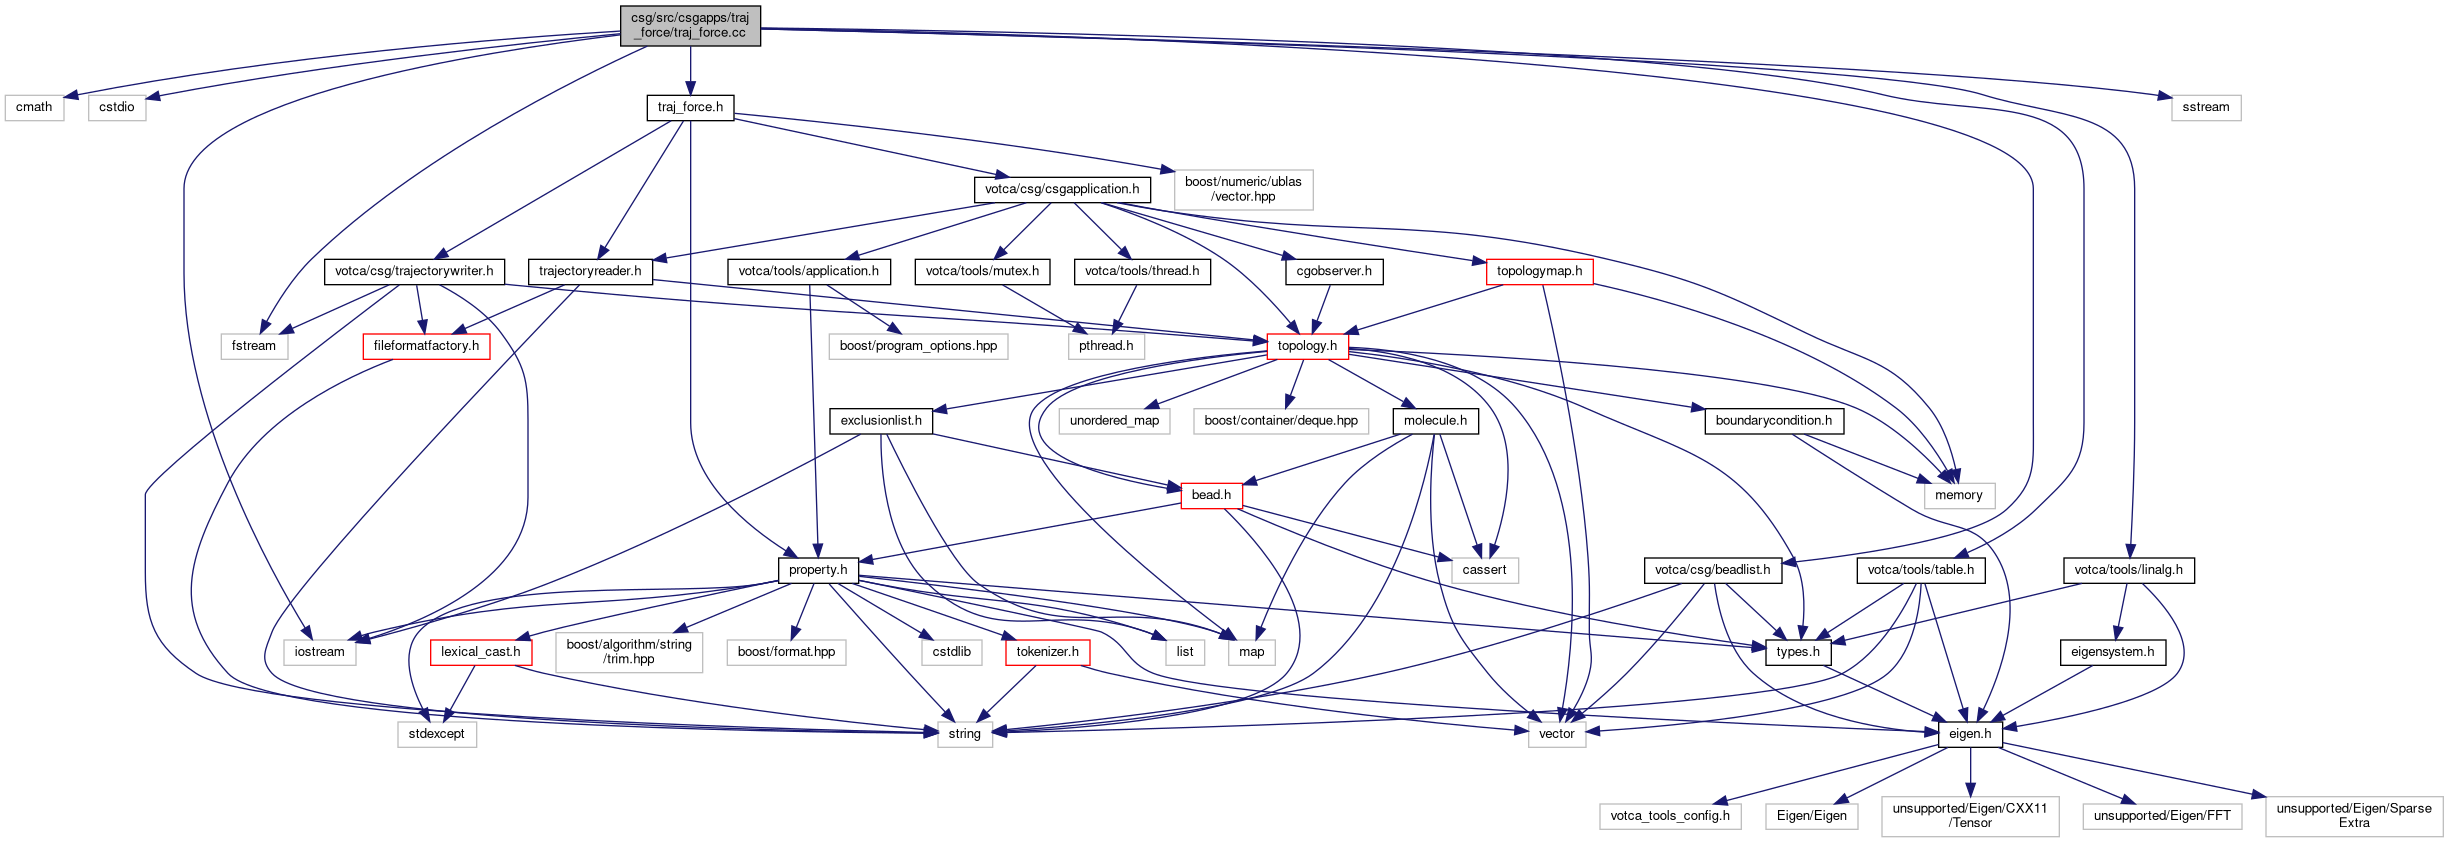 csg/src/csgapps/traj
_force/traj_force.cc
cmath
cstdio
traj_force.h
sstream
votca/csg/csgapplication.h
boost/numeric/ublas
/vector.hpp
votca/csg/trajectorywriter.h
trajectoryreader.h
votca/tools/application.h
votca/tools/mutex.h
votca/tools/thread.h
cgobserver.h
topologymap.h
fstream
fileformatfactory.h
boost/program_options.hpp
pthread.h
topology.h
exclusionlist.h
unordered_map
boost/container/deque.hpp
molecule.h
boundarycondition.h
bead.h
memory
property.h
cassert
votca/csg/beadlist.h
votca/tools/table.h
votca/tools/linalg.h
iostream
lexical_cast.h
boost/algorithm/string
/trim.hpp
boost/format.hpp
cstdlib
tokenizer.h
list
map
types.h
eigensystem.h
stdexcept
string
vector
eigen.h
votca_tools_config.h
Eigen/Eigen
unsupported/Eigen/CXX11
/Tensor
unsupported/Eigen/FFT
unsupported/Eigen/Sparse
Extra